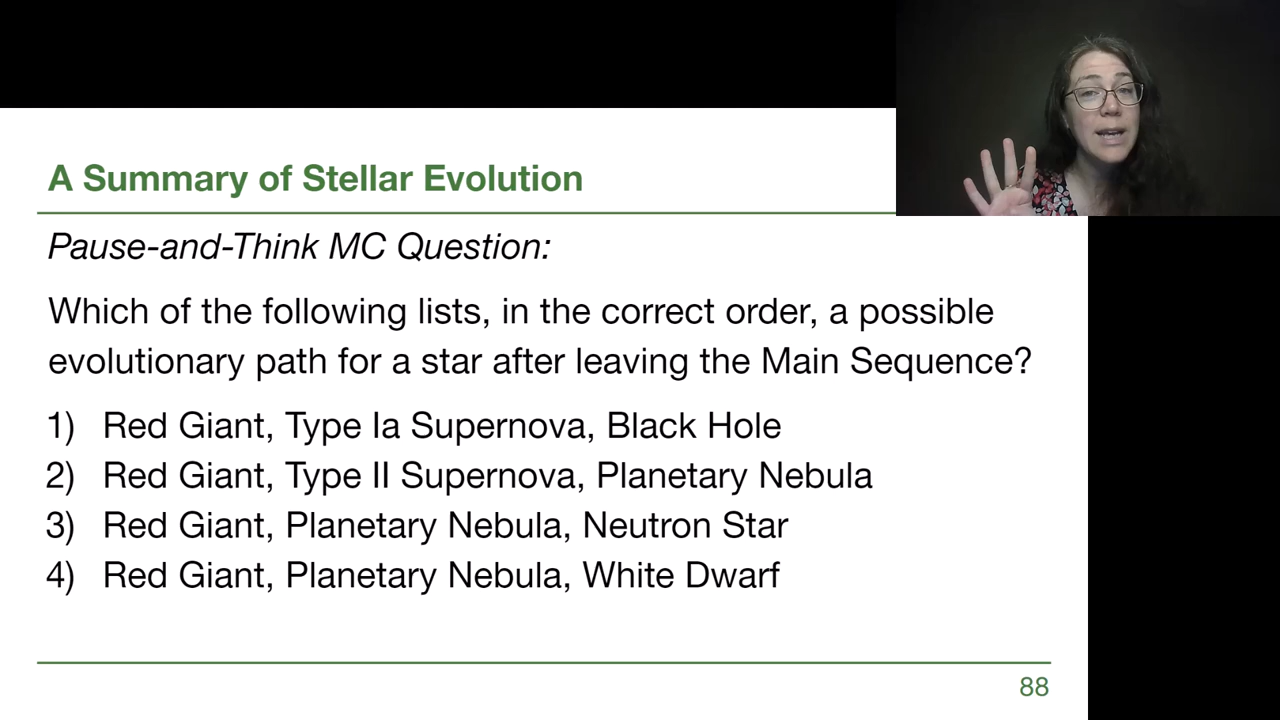 A Summary of Stellar Evolution
Pause-and-Think MC Question:
Which of the following lists, in the correct order, a possible
evolutionary path for a star after leaving the Main Sequence?
1) Red Giant, Type Ia Supernova, Black Hole
2) Red Giant, Type II Supernova, Planetary Nebula
3) Red Giant, Planetary Nebula, Neutron Star
4) Red Giant, Planetary Nebula, White Dwarf
88